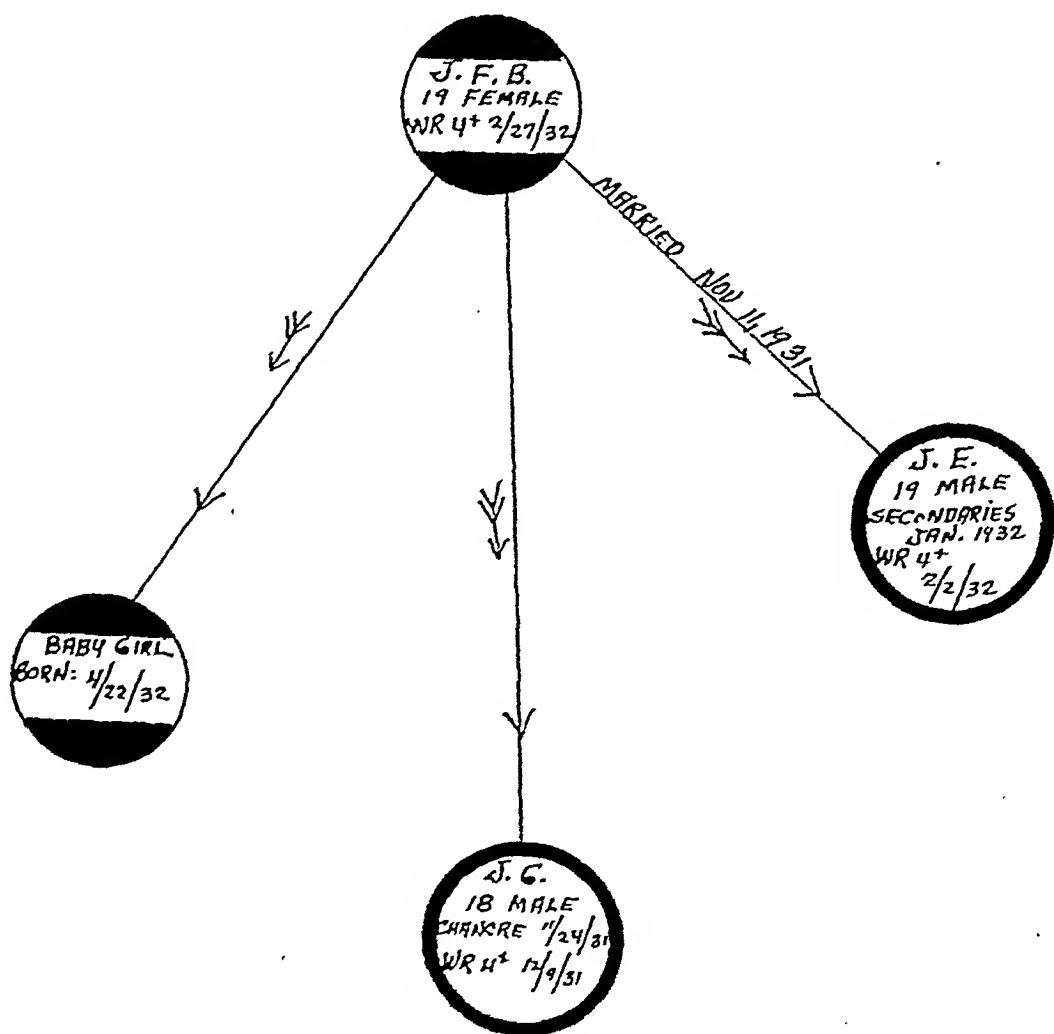 J. F. B.
19 FEMALE
WR 4+ 2/27/32
MARRIED NOV 11, 1931
J. E.
19 MALE
SECONDARIES
JAN. 1932
WR 4+
2/2/32
BABY GIRL
BORN: 4/22/32
J. G.
18 MALE
CHANCRE 11/24/31
WR 4+ 12/9/31